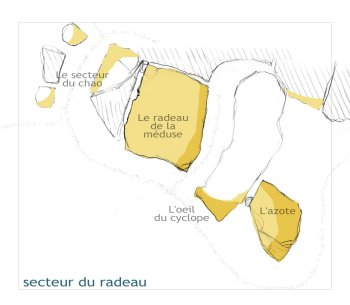 Le secteur
du chao
Le radeau
de la
méduse
L'oeil
du cyclope
L'azote
secteur du radeau